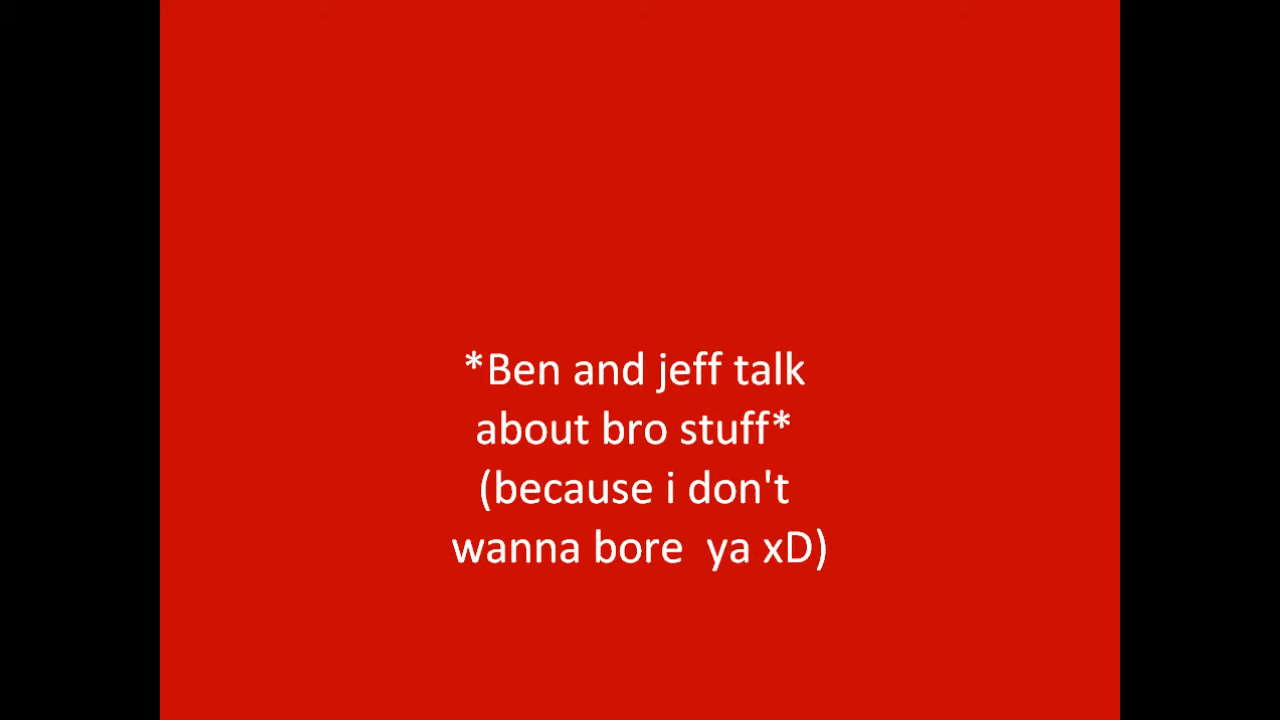 *Ben and jeff talk
about bro stuff*
(because i don't
wanna bore  ya xD)